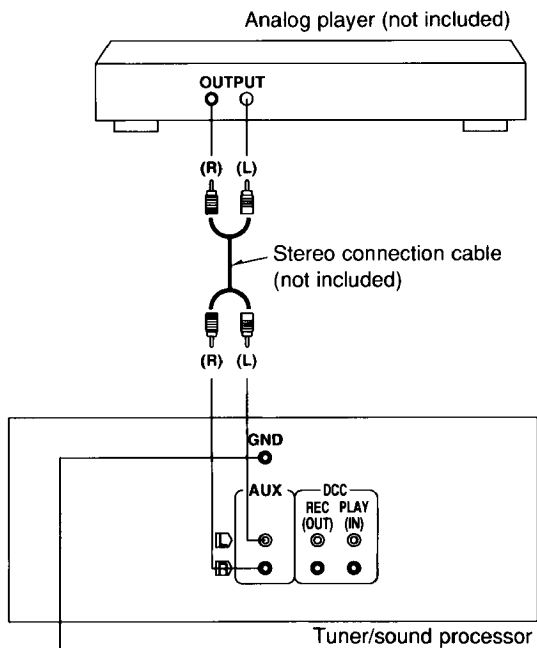 Analog player (not included)
OUTPUT
(R) (L)
Stereo connection cable
(not included)
(R) (L)
GND
AUX DCC
REC PLAY
(OUT) (IN)
L
R
Tuner/sound processor